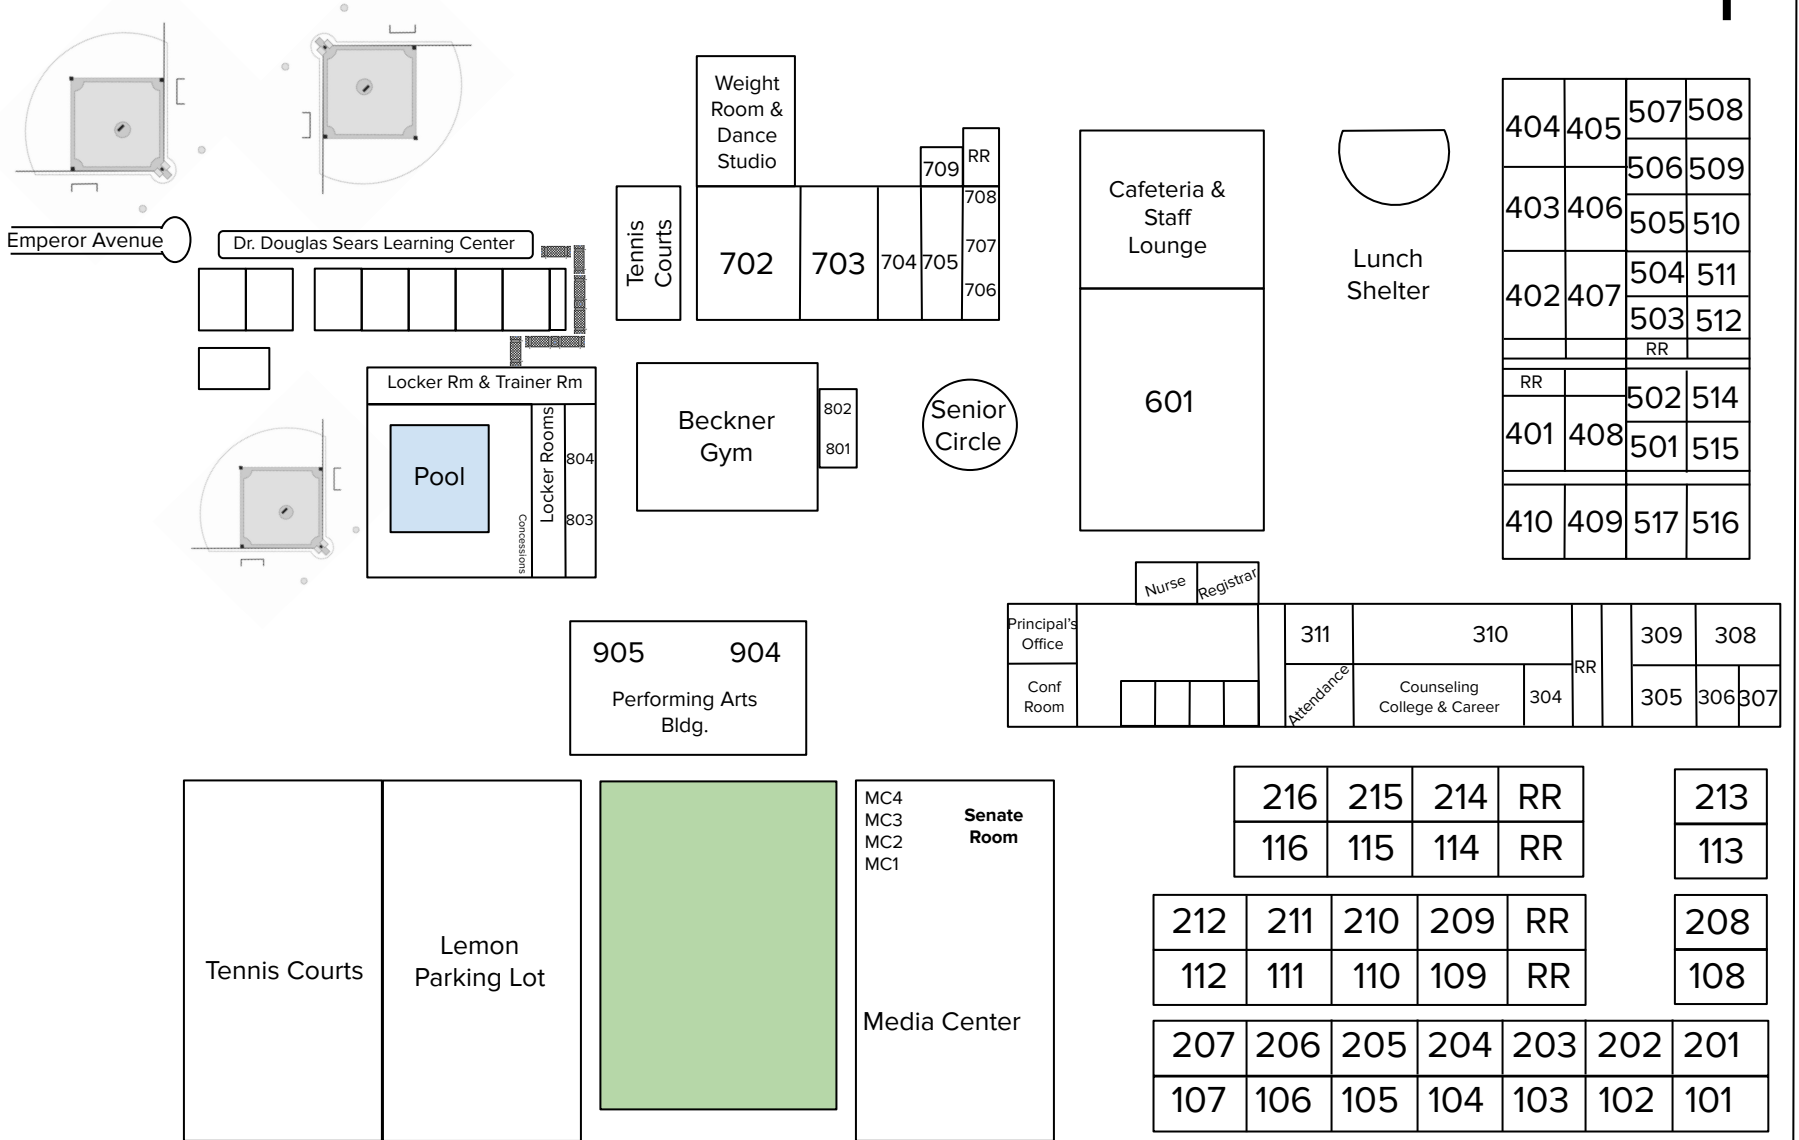 Weight
Room &
Dance
Studio
709
RR
708
707
706
702
703
704
705
Tennis
Courts
Emperor Avenue
Dr. Douglas Sears Learning Center
Cafeteria &
Staff
Lounge
601
Lunch
Shelter
404 405 507 508
506 509
403 406 505 510
504 511
402 407
503 512
RR
RR
502 514
401 408
501 515
410 409 517 516
Locker Rm & Trainer Rm
Pool
Concessions
Locker Rooms
804
803
Beckner
Gym
802
801
Senior
Circle
Nurse
Registrar
Principal's
Office
Conf
Room
311
Attendance
310
Counseling
College & Career
304
RR
309 308
305 306 307
905 904
Performing Arts
Bldg.
Tennis Courts
Lemon
Parking Lot
MC4
MC3
MC2
MC1
Senate
Room
Media Center
216 215 214 RR 213
116 115 114 RR 113
212 211 210 209 RR 208
112 111 110 109 RR 108
207 206 205 204 203 202 201
107 106 105 104 103 102 101